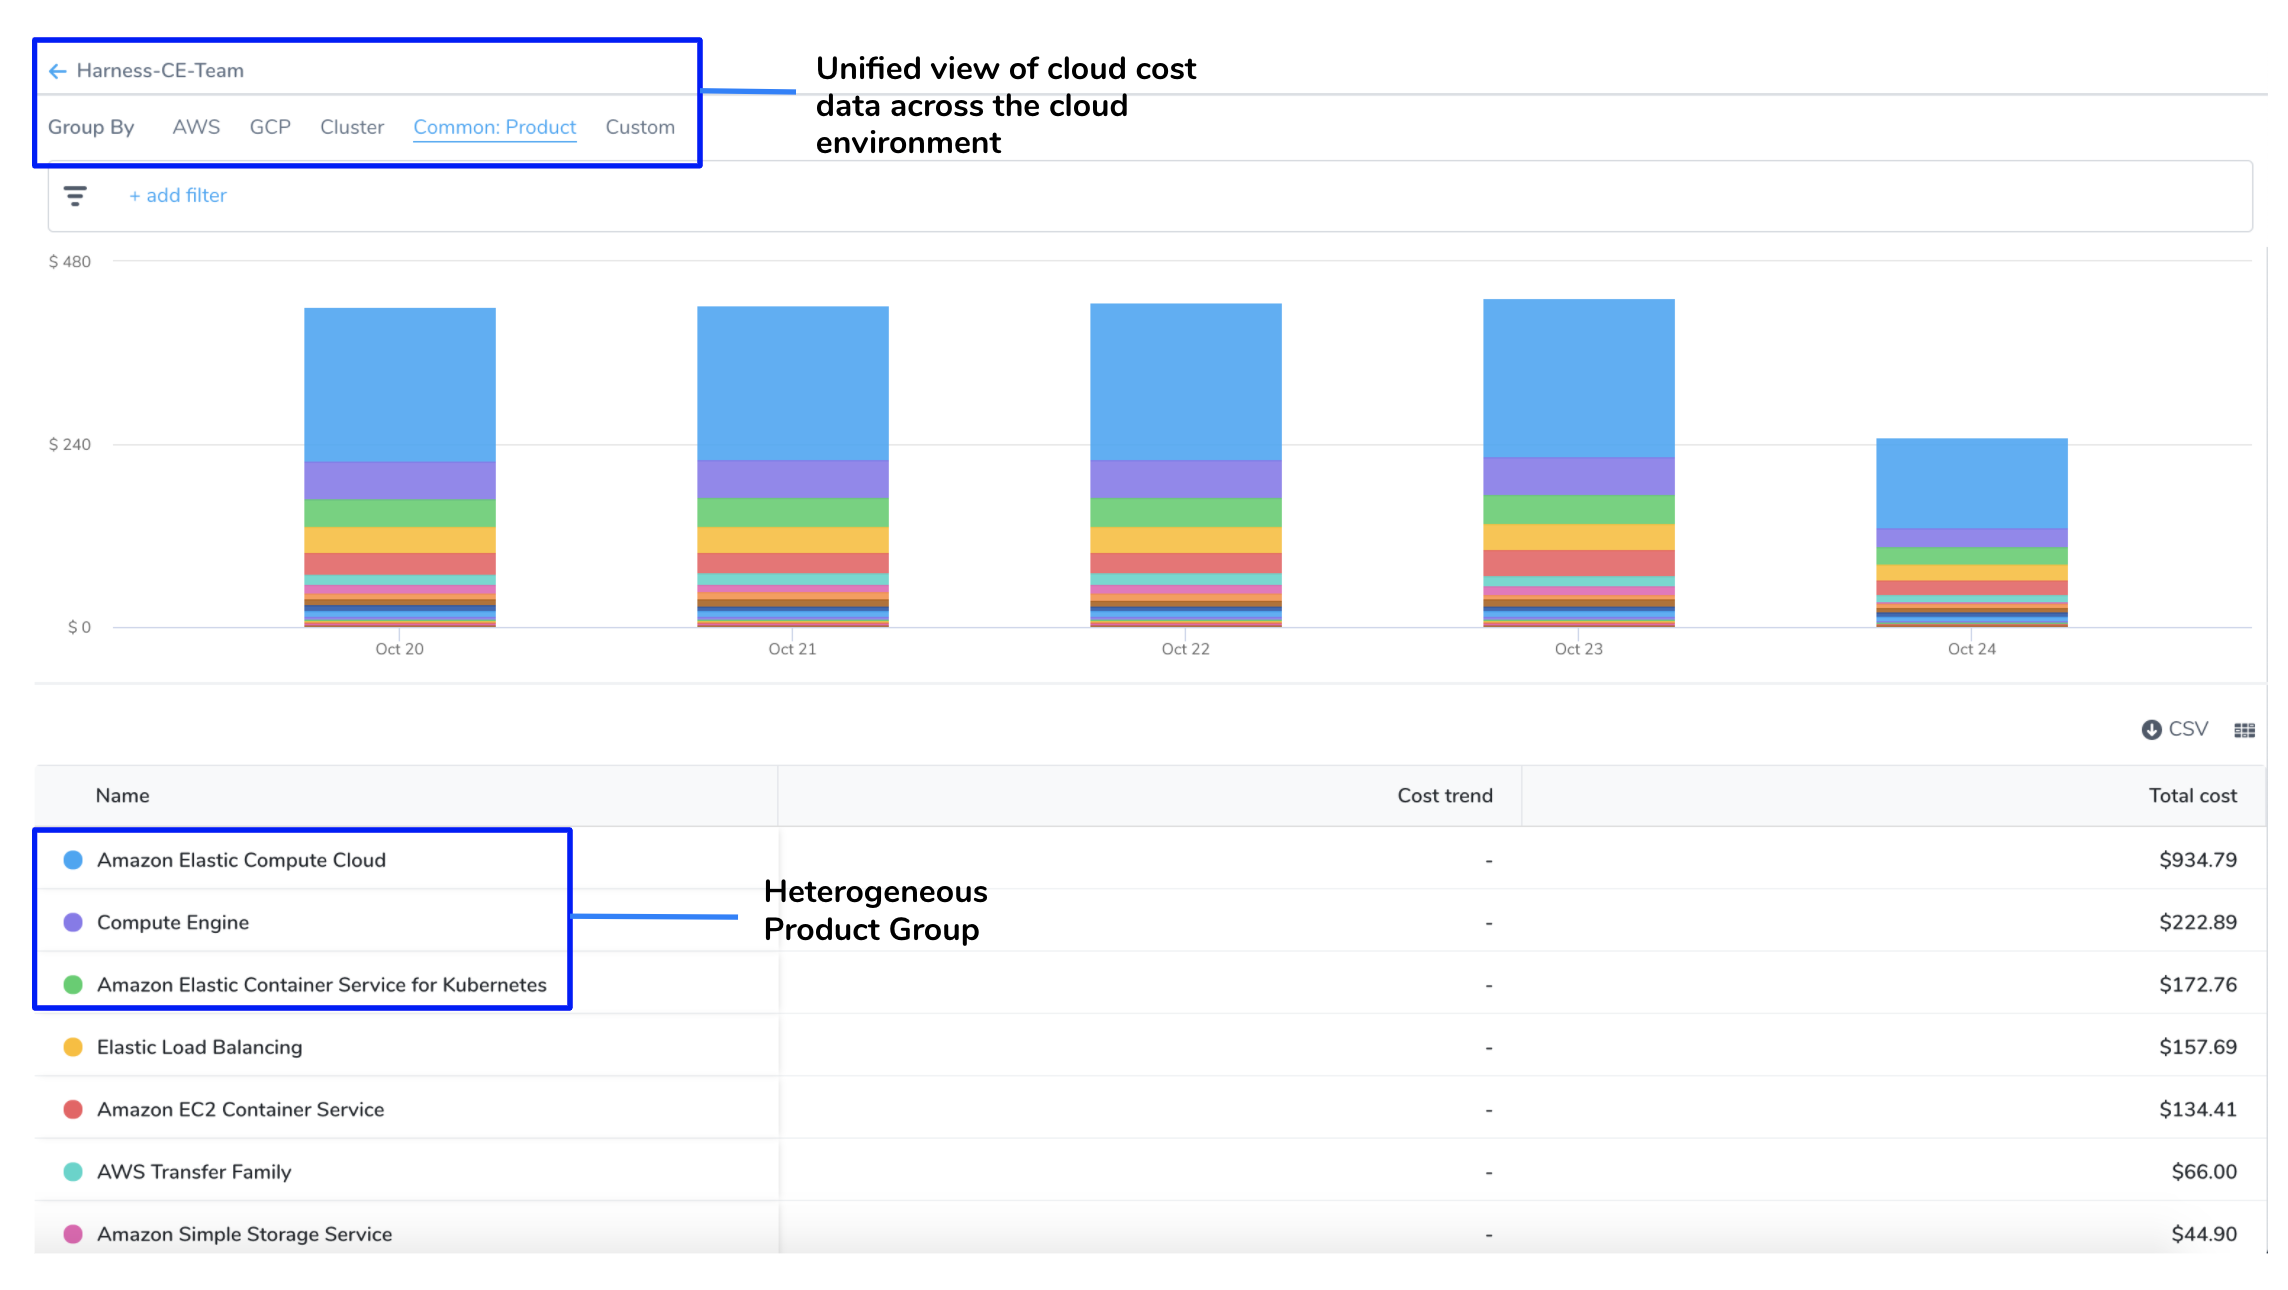 Harness-CE-Team
Unified view of cloud cost
data across the cloud
environment
Group By AWS GCP Cluster Common: Product Custom
+ add filter
$ 480
$ 240
$ 0
Oct 20 Oct 21 Oct 22 Oct 23 Oct 24
CSV
Name Cost trend Total cost
Amazon Elastic Compute Cloud - $934.79
Heterogeneous
Product Group
Compute Engine - $222.89
Amazon Elastic Container Service for Kubernetes - $172.76
Elastic Load Balancing - $157.69
Amazon EC2 Container Service - $134.41
AWS Transfer Family - $66.00
Amazon Simple Storage Service - $44.90